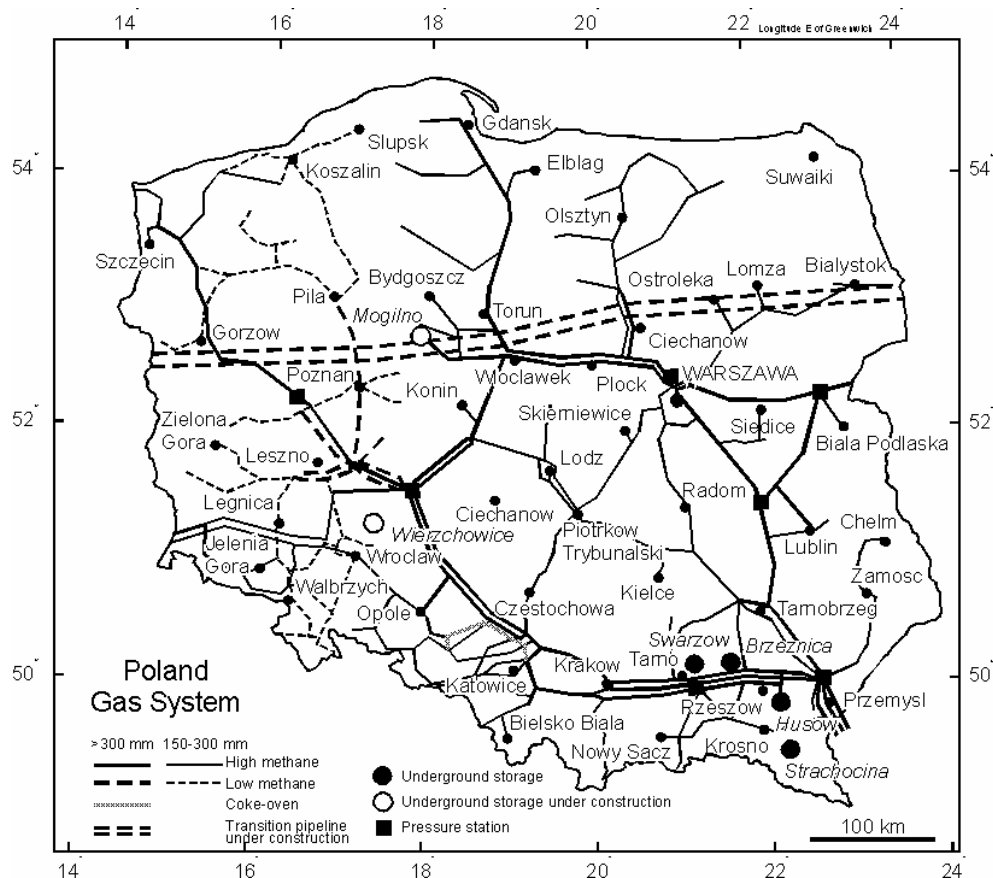 14 16 18 20 22 24
Longitude E of Greenwich
54 54
Gdansk
Slupsk
Koszalin
Elblag
Suwalki
Olsztyn
Szczecin
Bydgoszcz
Ostroleka
Lomza
Bialystok
Pila
Mogilno
Torun
Gorzow
Ciechanow
Poznan
Konin
Wloclawek
Plock
WARSZAWA
52 52
Zielona
Gora
Skierniewice
Siedlce
Biala Podlaska
Leszno
Lodz
Legnica
Radom
Ciechanow
Wierzchowice
Piotrkow
Trybunalski
Chelm
Lublin
Jelenia
Gora
Wroclaw
Walbrzych
Kielce
Zamosc
Opole
Czestochowa
Tarnobrzeg
Swarzow
Brzeznica
50 50
Poland
Gas System
Krakow
Tarno
Katowice
Rzeszow
Przemysl
Husow
Bielsko Biala
Nowy Sacz
Krosno
Strachocina
>300 mm 150-300 mm
High methane
Low methane
Coke-oven
Transition pipeline
under construction
Underground storage
Underground storage under construction
Pressure station
100 km
14 16 18 20 22 24